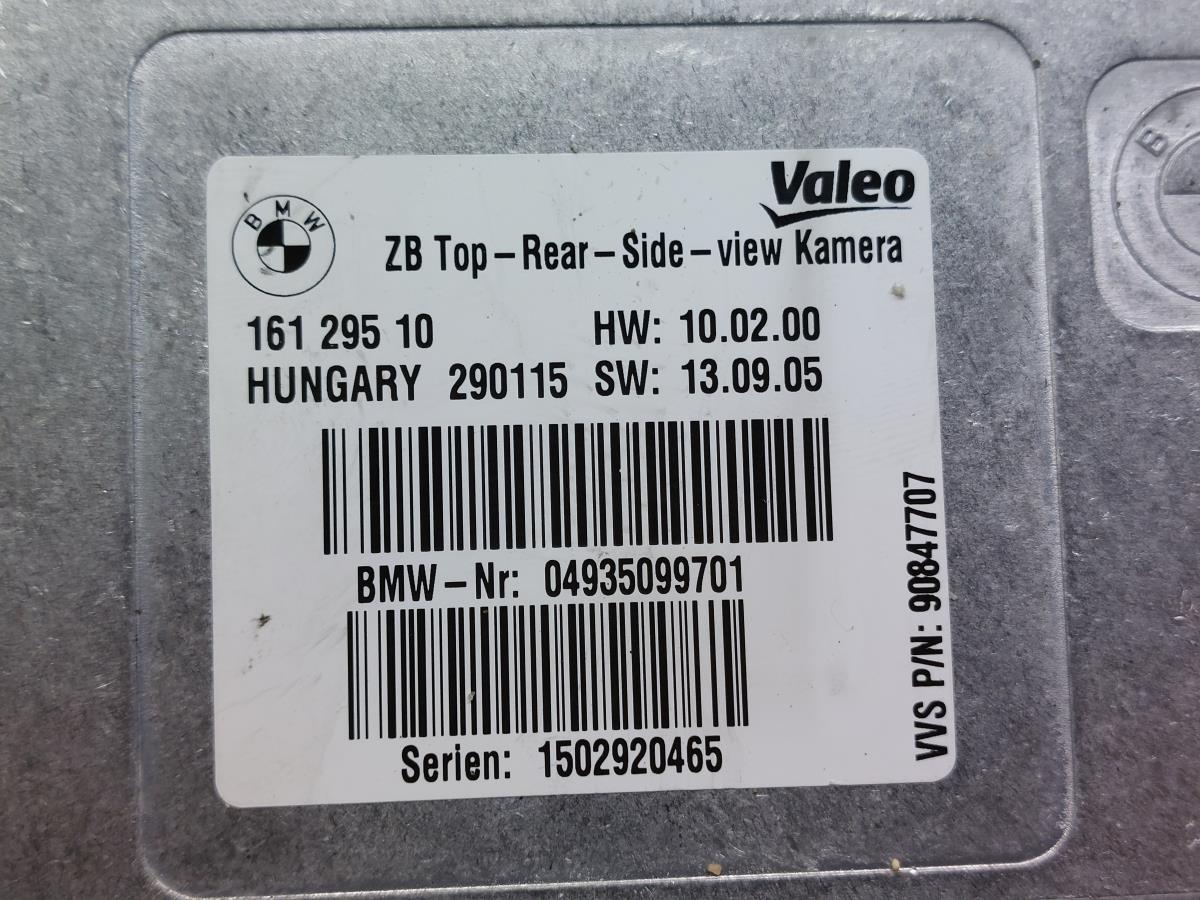 Valeo
BMW
ZB Top-Rear-Side-view Kamera
161 295 10 HW: 10.02.00
HUNGARY 290115 SW: 13.09.05
BMW-Nr: 04935099701
Serien: 1502920465
VVS P/N: 90847707
B